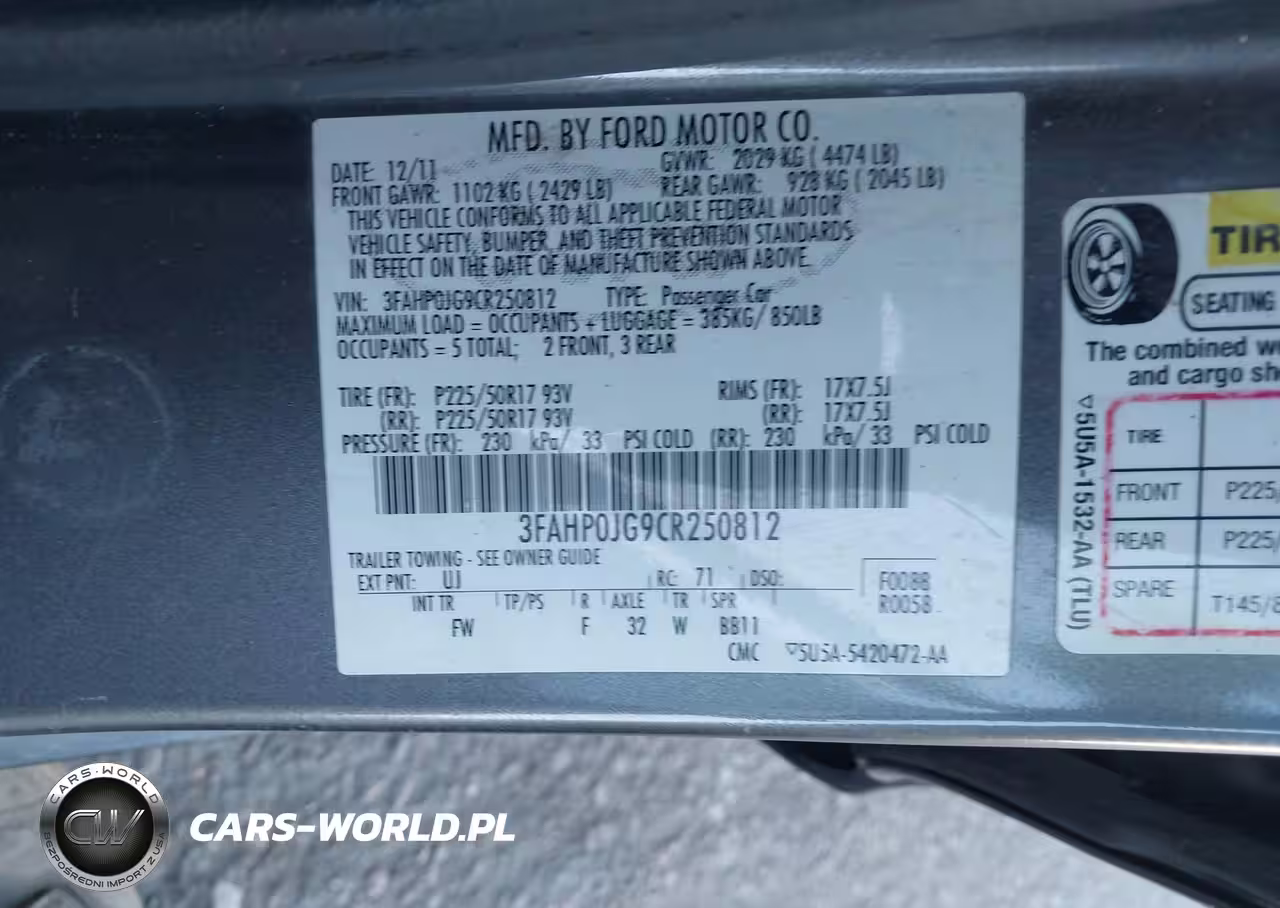 MFD. BY FORD MOTOR CO.
DATE: 12/11 GVWR: 2029 KG ( 4474 LB)
FRONT GAWR: 1102 KG ( 2429 LB) REAR GAWR: 928 KG ( 2045 LB)
THIS VEHICLE CONFORMS TO ALL APPLICABLE FEDERAL MOTOR
VEHICLE SAFETY, BUMPER, AND THEFT PREVENTION STANDARDS
IN EFFECT ON THE DATE OF MANUFACTURE SHOWN ABOVE.
VIN: 3FAHP0JG9CR250812 TYPE: Passenger Car
MAXIMUM LOAD = OCCUPANTS + LUGGAGE = 385KG/ 850LB
OCCUPANTS = 5 TOTAL; 2 FRONT, 3 REAR
TIRE (FR): P225/50R17 93V RIMS (FR): 17X7.5J
(RR): P225/50R17 93V (RR): 17X7.5J
PRESSURE (FR): 230 kPa/ 33 PSI COLD (RR): 230 kPa/ 33 PSI COLD
3FAHP0JG9CR250812
TRAILER TOWING - SEE OWNER GUIDE
EXT PNT: UJ RC: 71 DSO: F0088
INT TR TP/PS R AXLE TR SPR R0058
FW F 32 W BB11
CMC ▽5U5A-5420472-AA
TIR
SEATING
The combined we
and cargo sh
▽5U5A-1532-AA (TLU)
TIRE
FRONT P225/
REAR P225/
SPARE T145/8
CARS-WORLD
CW
BEZPOŚREDNI IMPORT Z USA
CARS-WORLD.PL